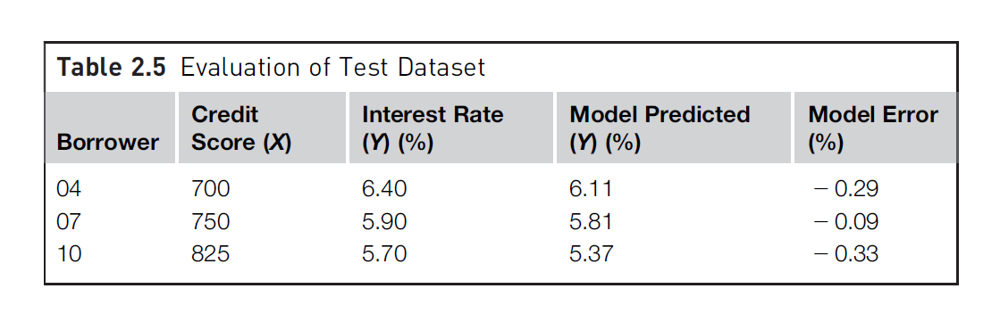 Table 2.5 Evaluation of Test Dataset
Borrower Credit Score (X) Interest Rate (Y) (%) Model Predicted (Y) (%) Model Error (%)
04 700 6.40 6.11 – 0.29
07 750 5.90 5.81 – 0.09
10 825 5.70 5.37 – 0.33